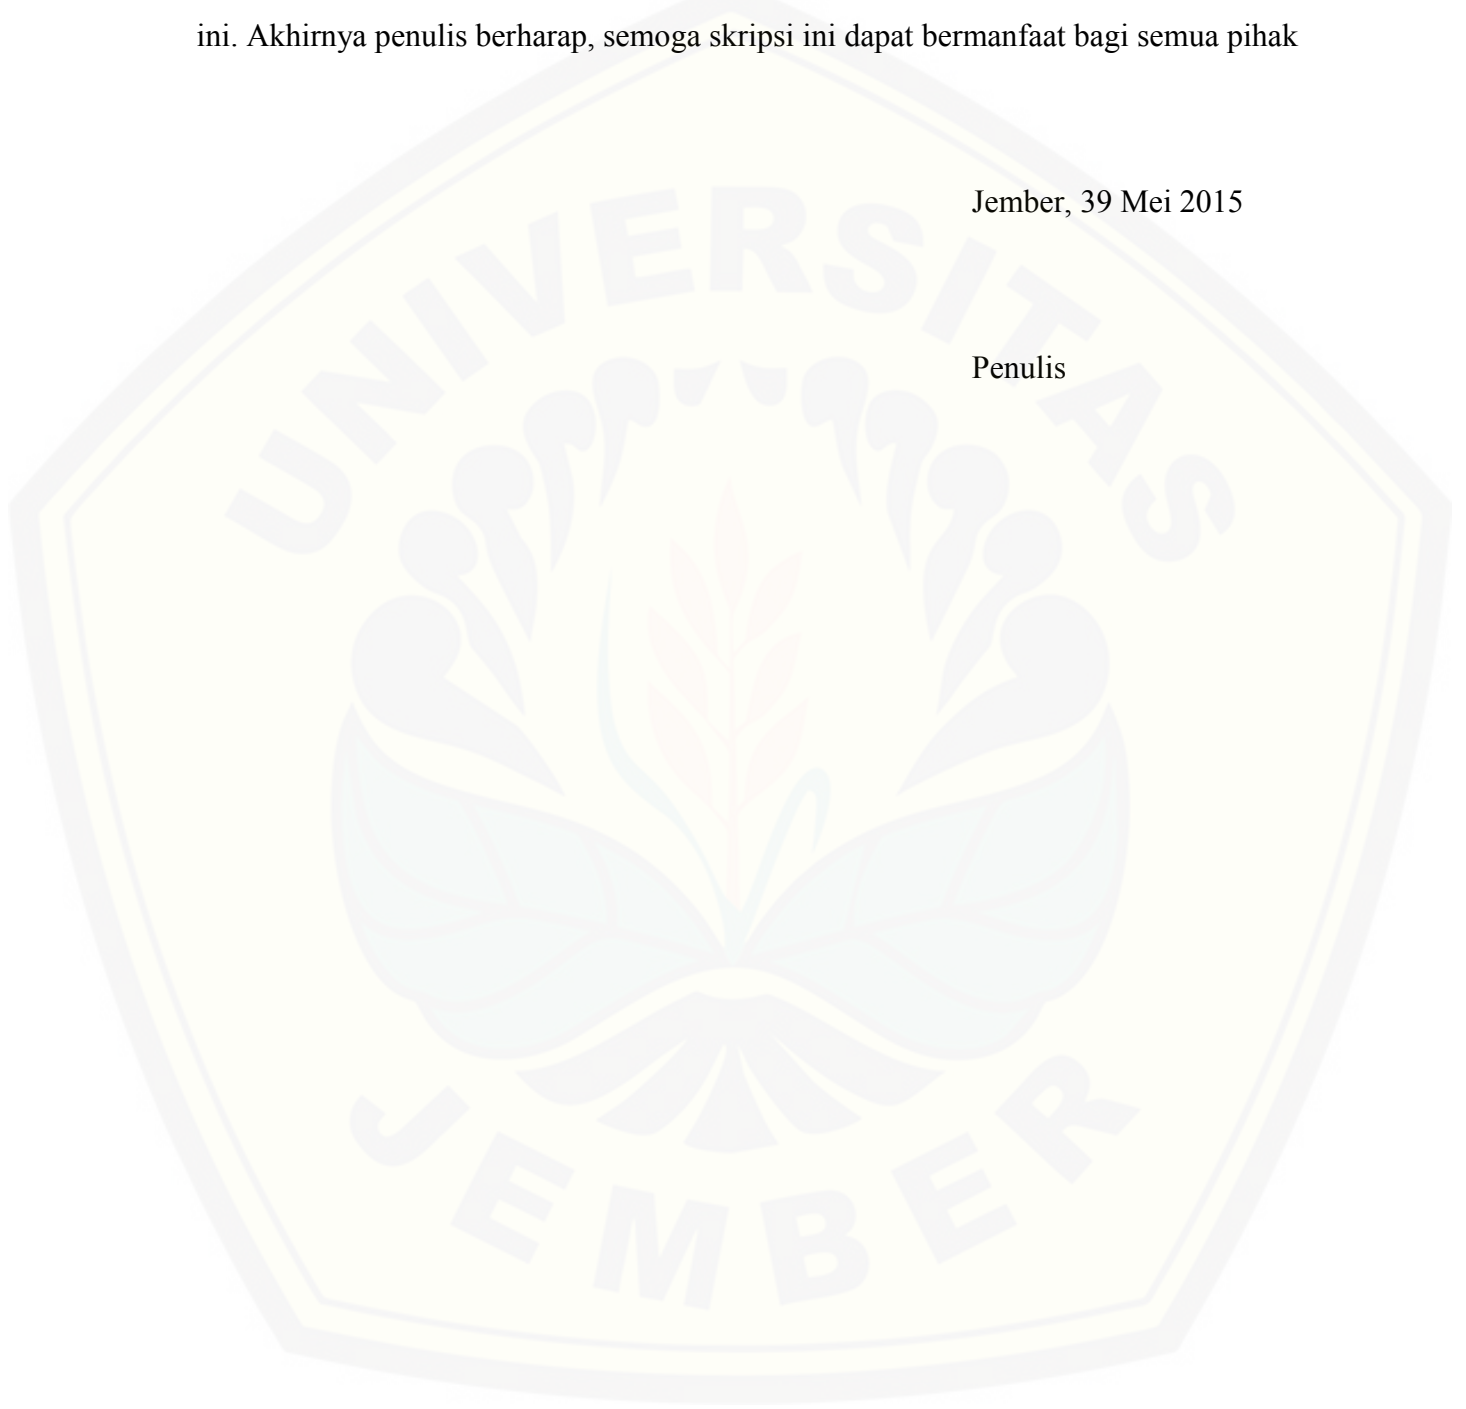 ini. Akhirnya penulis berharap, semoga skripsi ini dapat bermanfaat bagi semua pihak
Jember, 39 Mei 2015
Penulis
UNIVERSITAS
JEMBER